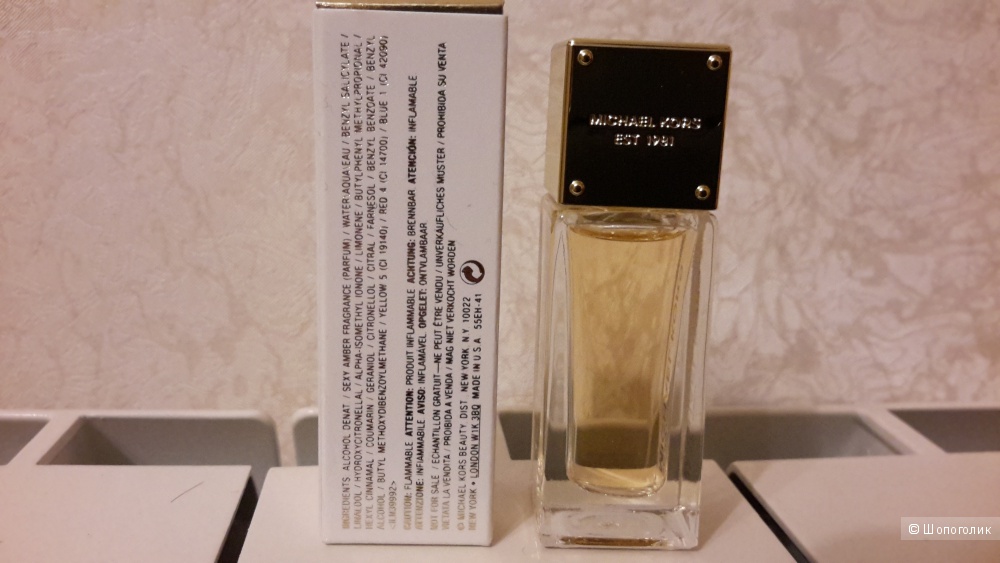 INGREDIENTS: ALCOHOL DENAT / SEXY AMBER FRAGRANCE (PARFUM) / WATER\AQUA\EAU / BENZYL SALICYLATE /
LINALOOL / HYDROXYCITRONELLAL / ALPHA-ISOMETHYL IONONE / LIMONENE / BUTYLPHENYL METHYLPROPIONAL /
HEXYL CINNAMAL / COUMARIN / GERANIOL / CITRONELLOL / CITRAL / FARNESOL / BENZYL BENZOATE / BENZYL
ALCOHOL / BUTYL METHOXYDIBENZOYLMETHANE / YELLOW 5 (CI 19140) / RED 4 (CI 14700) / BLUE 1 (CI 42090)
CAUTION: FLAMMABLE ATTENTION: PRODUIT INFLAMMABLE ACHTUNG: BRENNBAR ATENCIÓN: INFLAMABLE
ATTENZIONE: INFIAMMABILE AVISO: INFLAMÁVEL OPGELET: ONTVLAMBAAR
NOT FOR SALE / ÉCHANTILLON GRATUIT—NE PEUT ÊTRE VENDU / UNVERKÄUFLICHES MUSTER / PROHIBIDA SU VENTA
VIETATA LA VENDITA / PROIBIDA A VENDA / MAG NIET VERKOCHT WORDEN
© MICHAEL KORS BEAUTY, DIST. NEW YORK, N.Y. 10022
NEW YORK • LONDON W1K 3BQ MADE IN U.S.A. 55EH-41
MICHAEL KORS
EST 1981
© Шопоголик